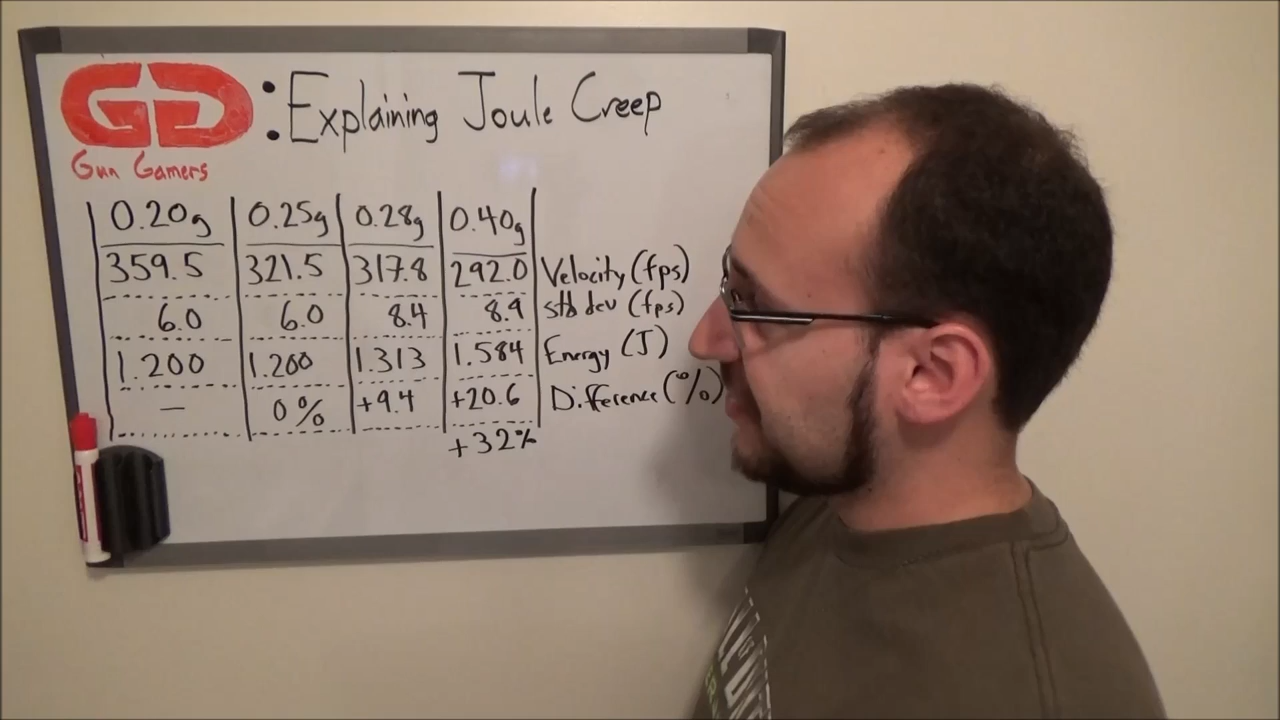 GG : Explaining Joule Creep
Gun Gamers
0.20g 0.25g 0.28g 0.40g
359.5 321.5 317.8 292.0 Velocity (fps)
6.0 6.0 8.4 8.9 std dev (fps)
1.200 1.200 1.313 1.584 Energy (J)
— 0% +9.4 +20.6 Difference (%)
+32%